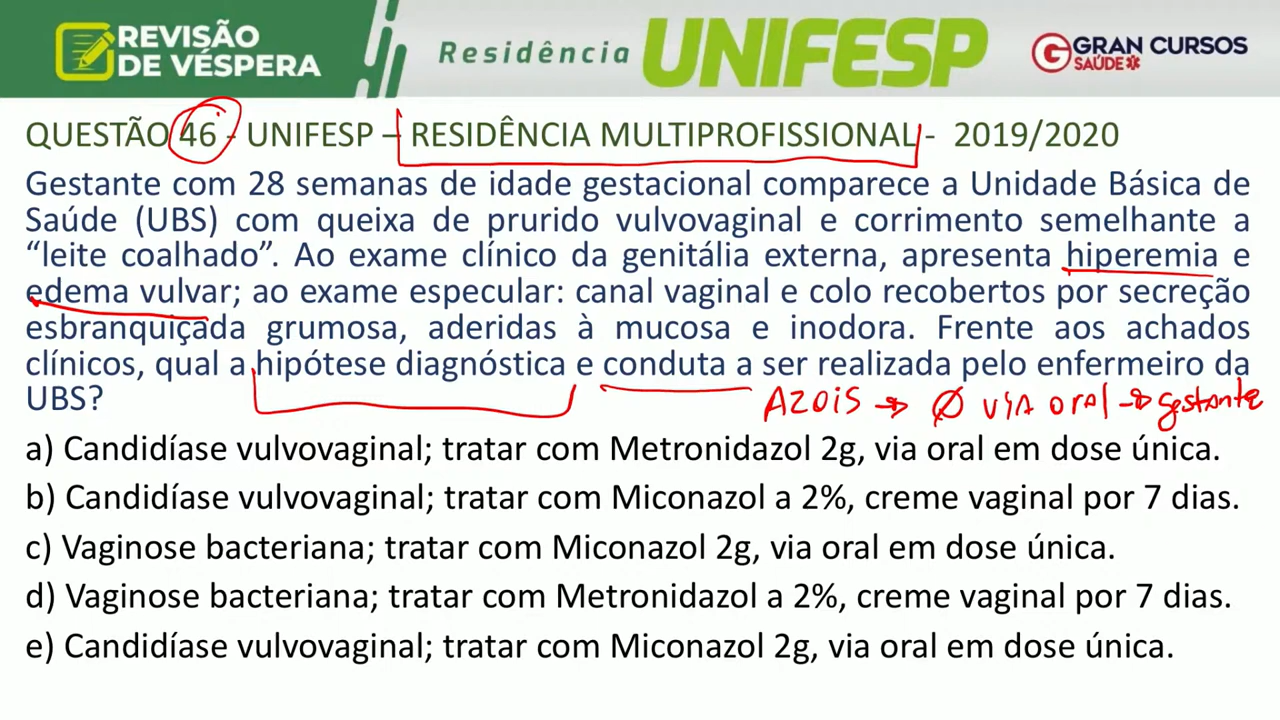 REVISÃO
DE VÉSPERA
Residência UNIFESP
GRAN CURSOS
SAÚDE
QUESTÃO 46 - UNIFESP – RESIDÊNCIA MULTIPROFISSIONAL - 2019/2020
Gestante com 28 semanas de idade gestacional comparece a Unidade Básica de
Saúde (UBS) com queixa de prurido vulvovaginal e corrimento semelhante a
“leite coalhado”. Ao exame clínico da genitália externa, apresenta hiperemia e
edema vulvar; ao exame especular: canal vaginal e colo recobertos por secreção
esbranquiçada grumosa, aderidas à mucosa e inodora. Frente aos achados
clínicos, qual a hipótese diagnóstica e conduta a ser realizada pelo enfermeiro da
UBS?
AZOIS → Ø VIA ORAL → gestante
a) Candidíase vulvovaginal; tratar com Metronidazol 2g, via oral em dose única.
b) Candidíase vulvovaginal; tratar com Miconazol a 2%, creme vaginal por 7 dias.
c) Vaginose bacteriana; tratar com Miconazol 2g, via oral em dose única.
d) Vaginose bacteriana; tratar com Metronidazol a 2%, creme vaginal por 7 dias.
e) Candidíase vulvovaginal; tratar com Miconazol 2g, via oral em dose única.